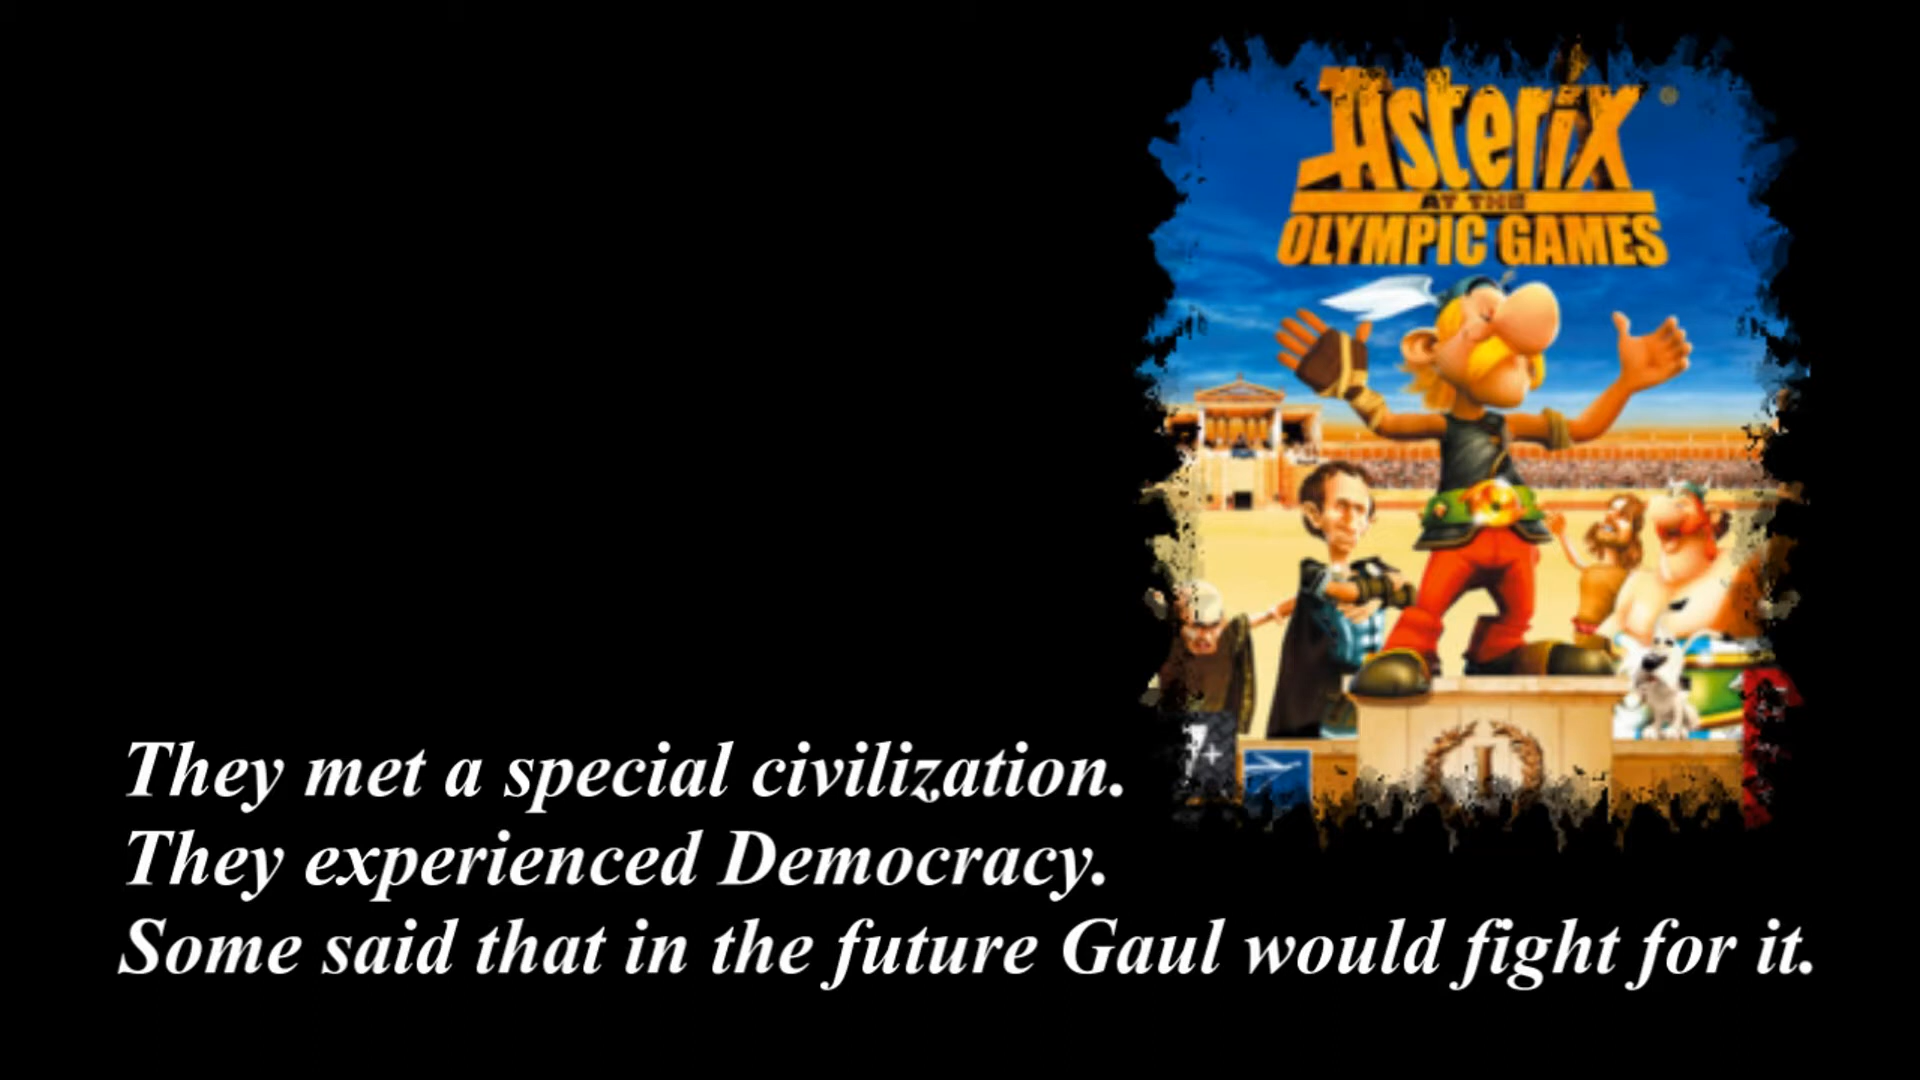 Asterix
AT THE
OLYMPIC GAMES
7+
I
They met a special civilization.
They experienced Democracy.
Some said that in the future Gaul would fight for it.